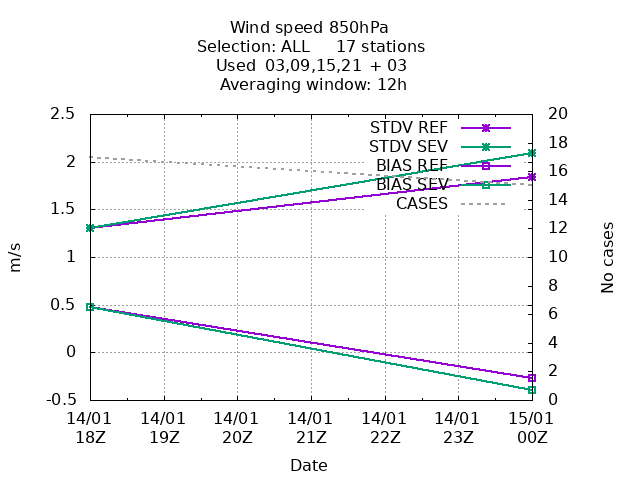 Wind speed 850hPa
Selection: ALL 17 stations
Used 03,09,15,21 + 03
Averaging window: 12h
2.5
2
1.5
1
0.5
0
-0.5
m/s
20
18
16
14
12
10
8
6
4
2
0
No cases
STDV REF
STDV SEV
BIAS REF
BIAS SEV
CASES
14/01 14/01 14/01 14/01 14/01 14/01 15/01
18Z 19Z 20Z 21Z 22Z 23Z 00Z
Date